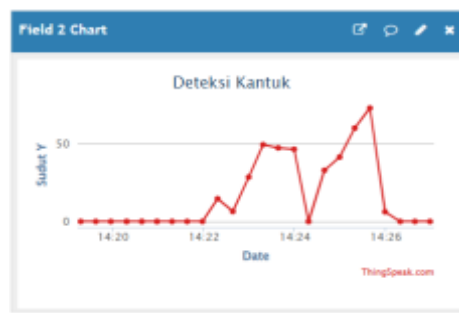 Field 2 Chart
Deteksi Kantuk
Sudut Y
50
0
14:20 14:22 14:24 14:26
Date
ThingSpeak.com